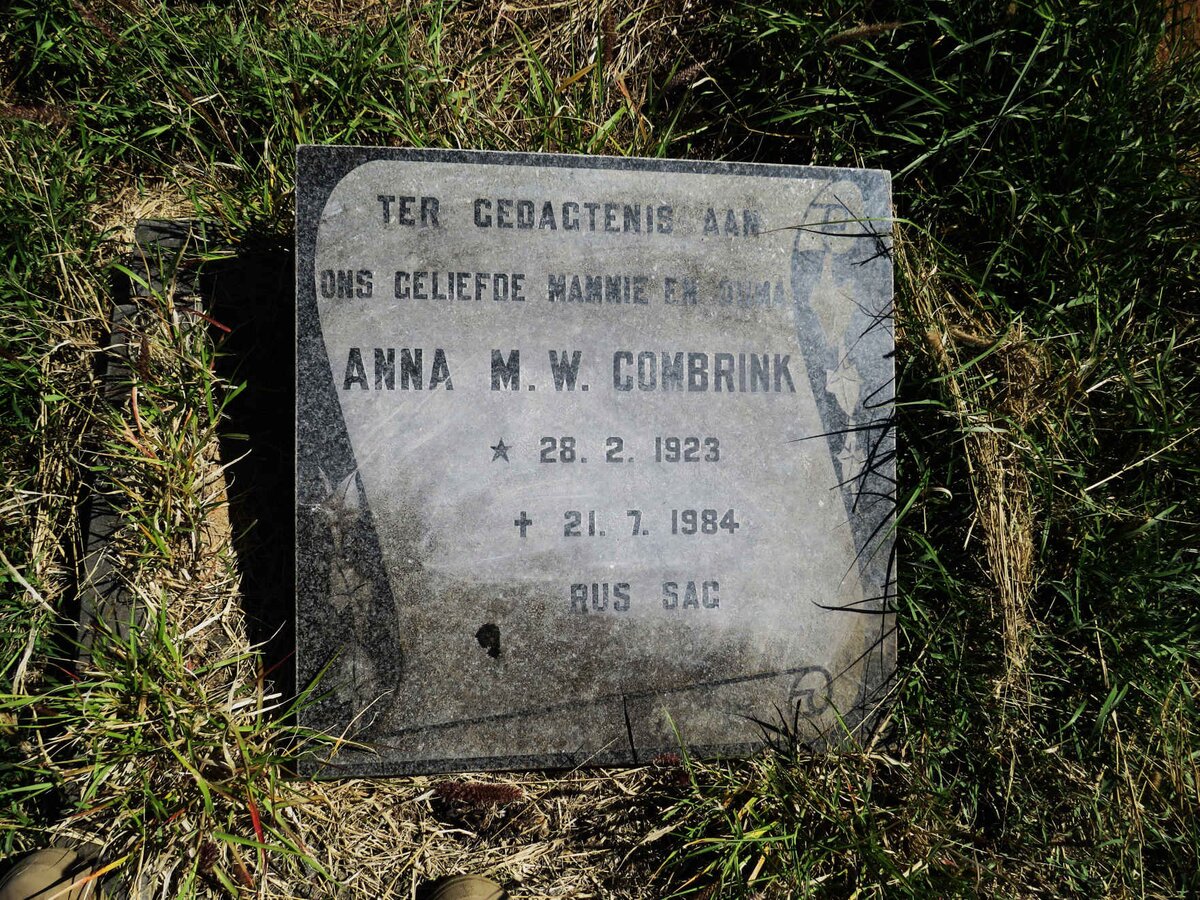 TER GEDAGTENIS AAN
ONS GELIEFDE MAMMIE EN OUMA
ANNA M. W. COMBRINK
★ 28. 2. 1923
✝ 21. 7. 1984
RUS SAG